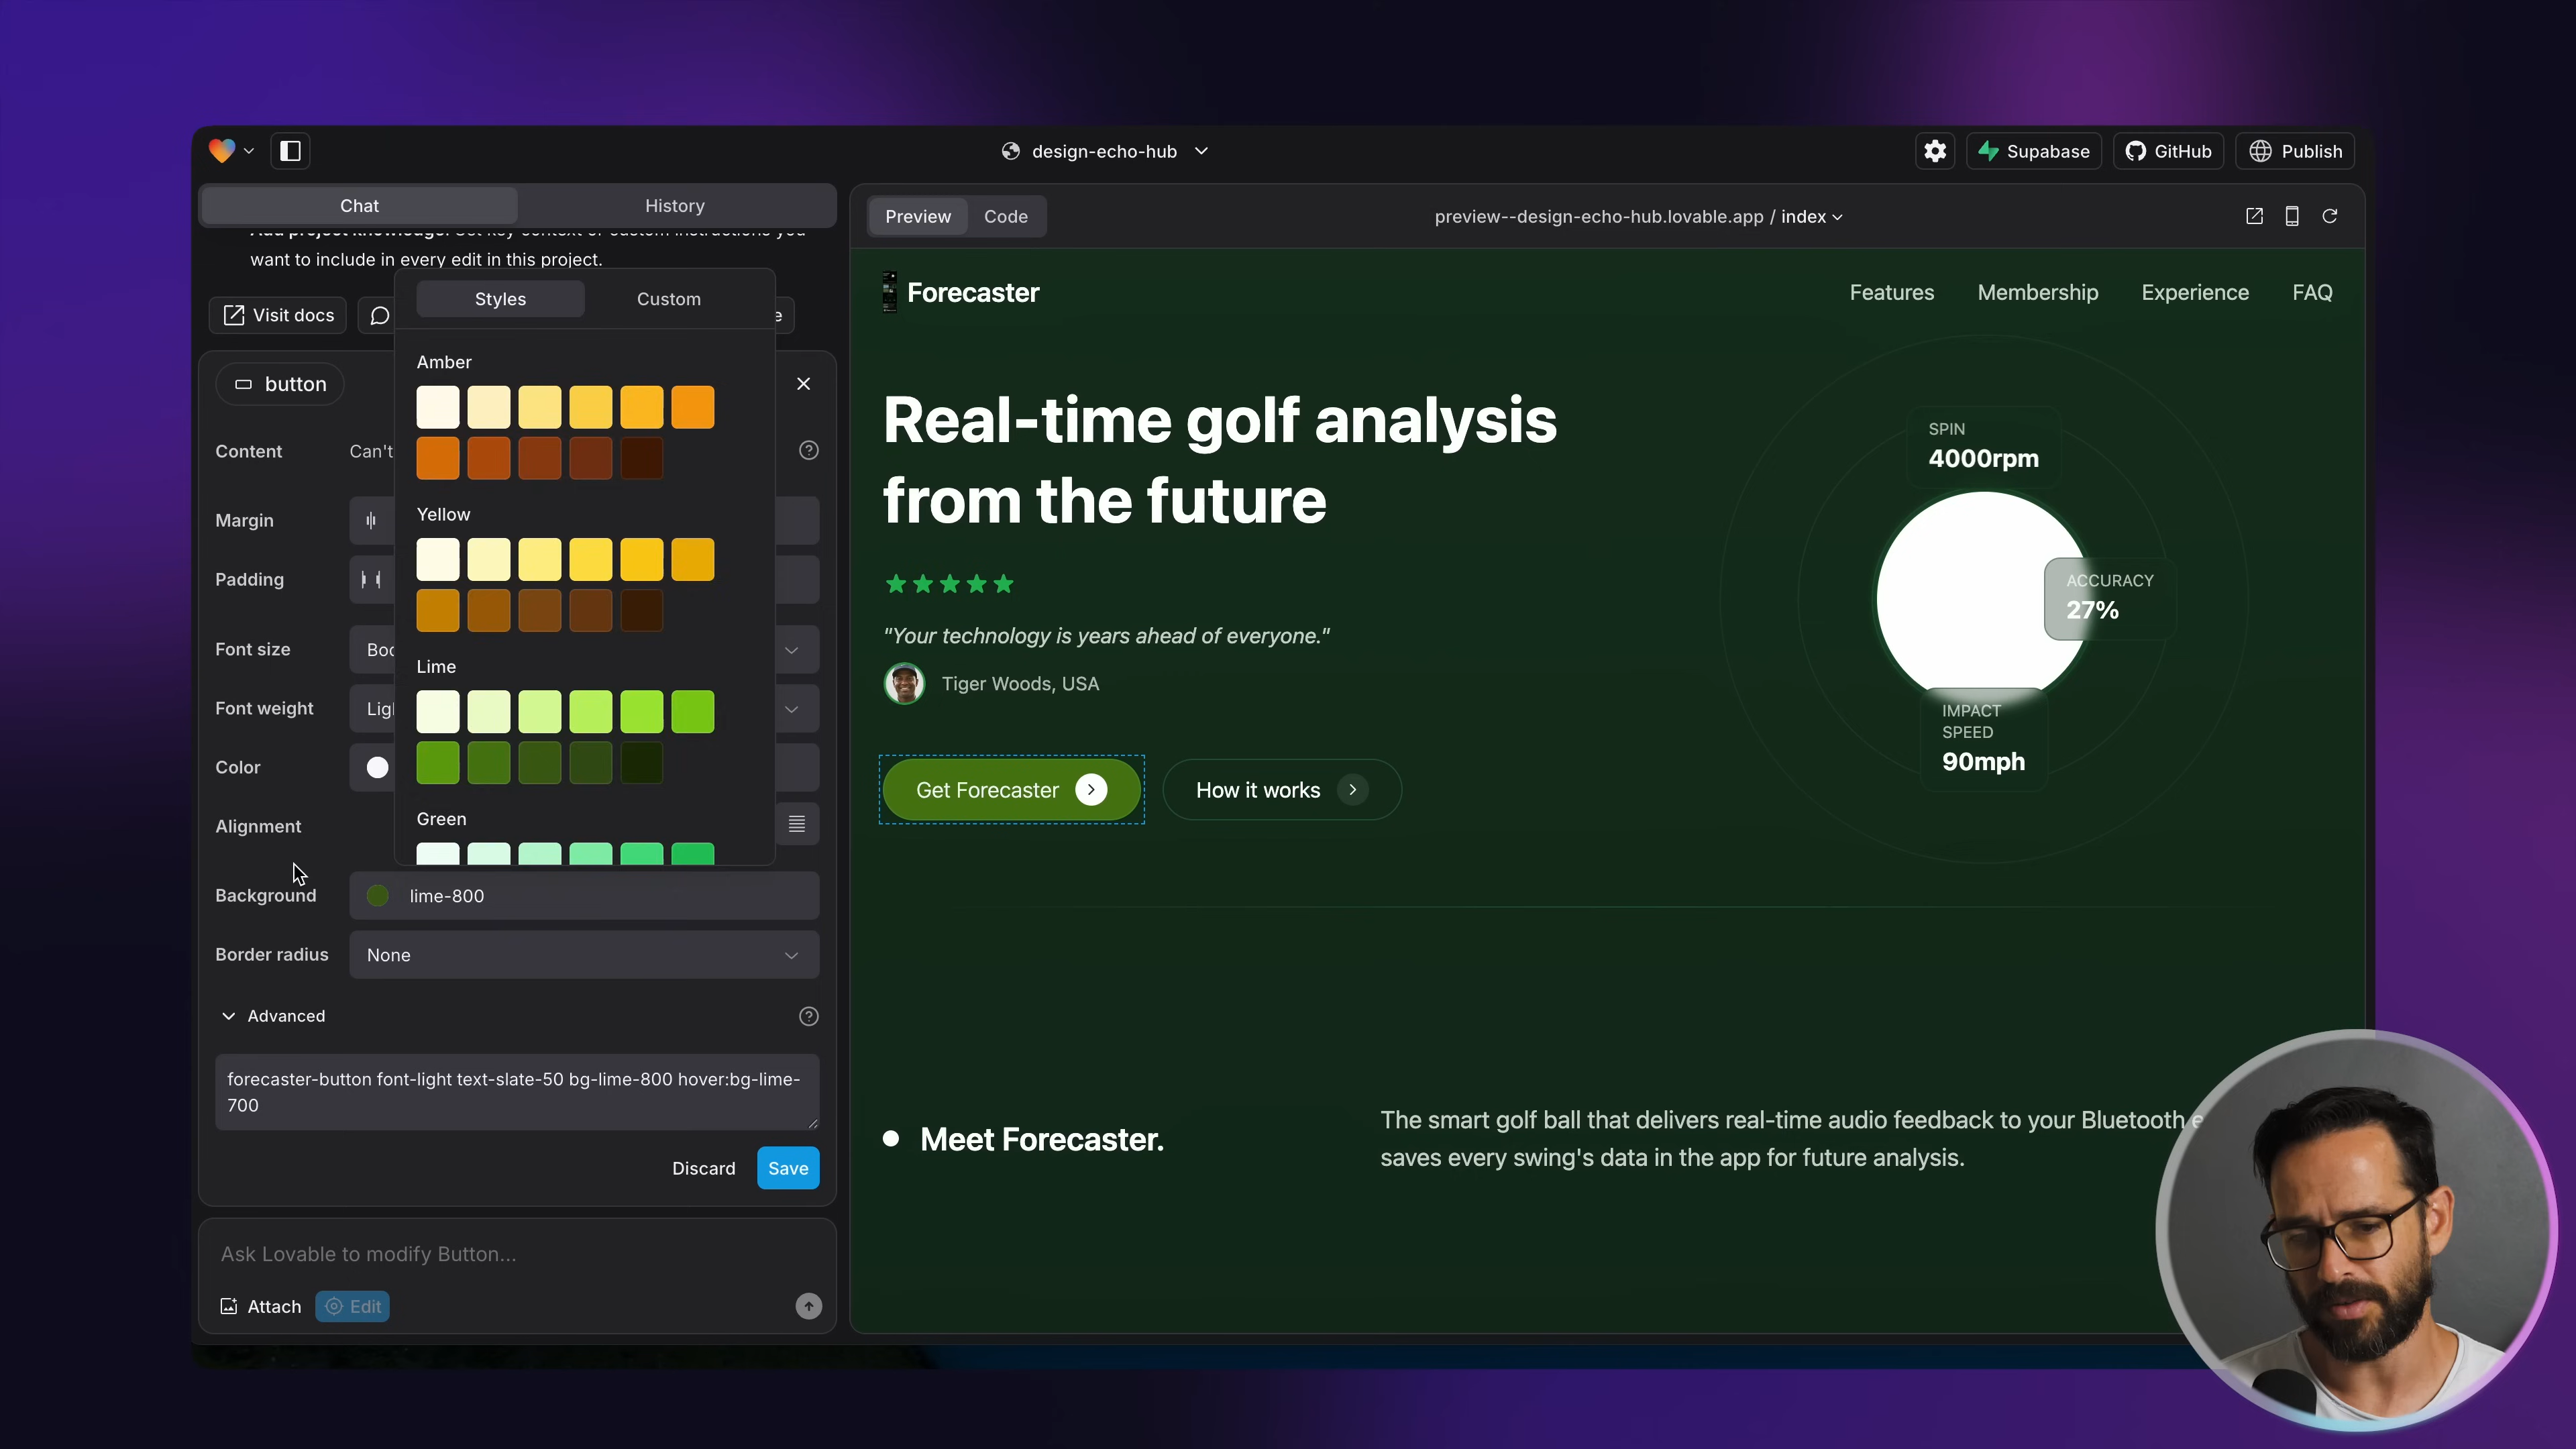 design-echo-hub
Supabase
GitHub
Publish
Chat
History
want to include in every edit in this project.
Visit docs
Styles
Custom
button
Content
Can't
Margin
Padding
Font size
Font weight
Color
Alignment
Amber
Yellow
Lime
Green
Background
lime-800
Border radius
None
Advanced
forecaster-button font-light text-slate-50 bg-lime-800 hover:bg-lime-
700
Discard
Save
Ask Lovable to modify Button...
Attach
Edit
Preview
Code
preview--design-echo-hub.lovable.app / index
Forecaster
Features
Membership
Experience
FAQ
Real-time golf analysis
from the future
"Your technology is years ahead of everyone."
Tiger Woods, USA
Get Forecaster
How it works
SPIN
4000rpm
ACCURACY
27%
IMPACT
SPEED
90mph
Meet Forecaster.
The smart golf ball that delivers real-time audio feedback to your Bluetooth
saves every swing's data in the app for future analysis.